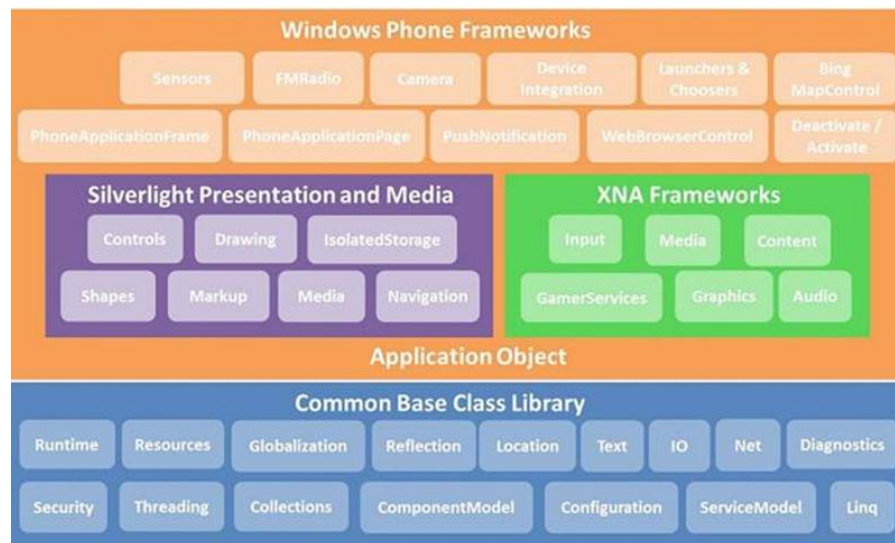 Windows Phone Frameworks
Sensors
FMRadio
Camera
Device
Integration
Launchers &
Choosers
Bing
MapControl
PhoneApplicationFrame
PhoneApplicationPage
PushNotification
WebBrowserControl
Deactivate /
Activate
Silverlight Presentation and Media
Controls
Drawing
IsolatedStorage
Shapes
Markup
Media
Navigation
XNA Frameworks
Input
Media
Content
GamerServices
Graphics
Audio
Application Object
Common Base Class Library
Runtime
Resources
Globalization
Reflection
Location
Text
IO
Net
Diagnostics
Security
Threading
Collections
ComponentModel
Configuration
ServiceModel
Linq